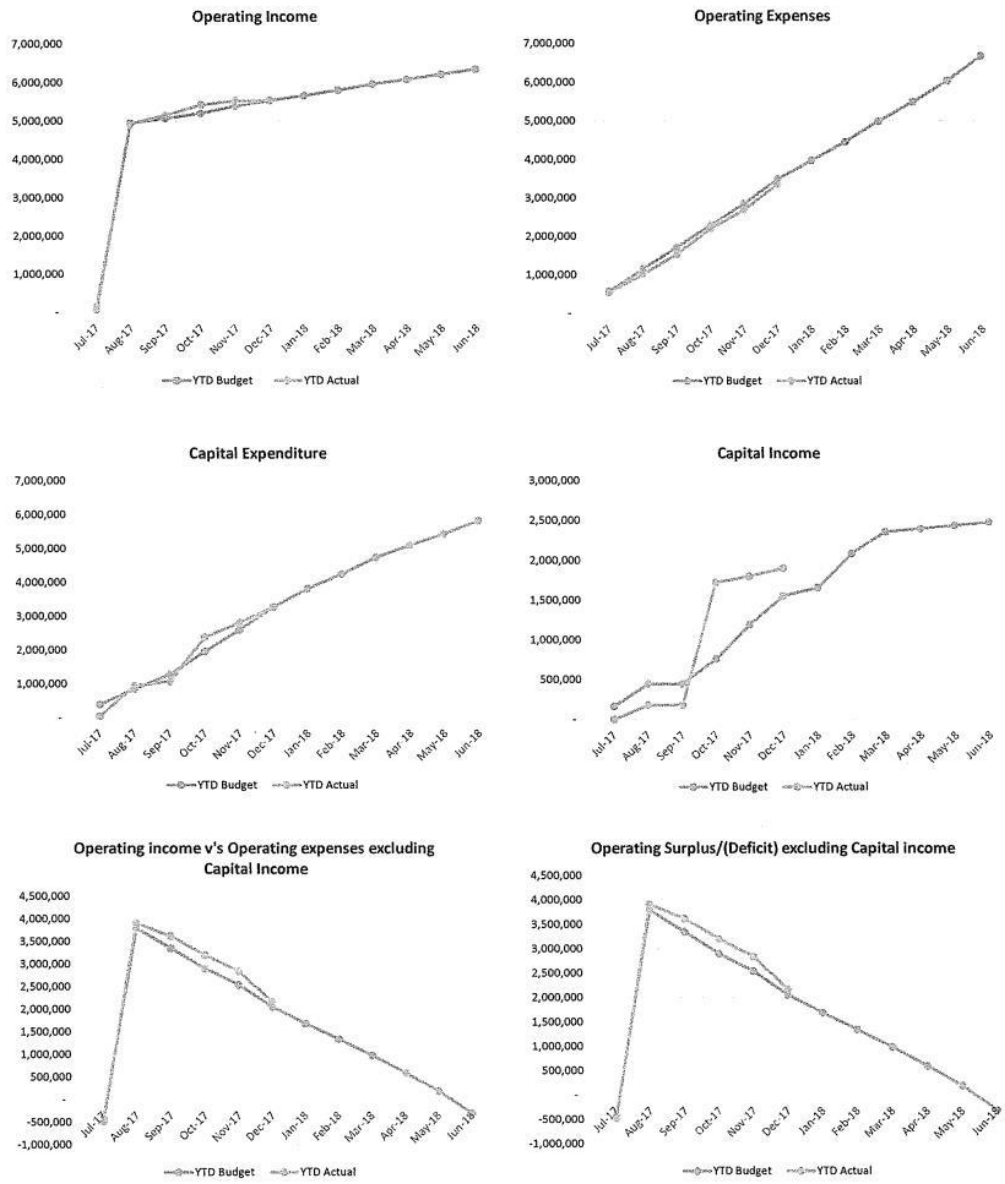 Operating Income
7,000,000
6,000,000
5,000,000
4,000,000
3,000,000
2,000,000
1,000,000
-
Jul-17 Aug-17 Sep-17 Oct-17 Nov-17 Dec-17 Jan-18 Feb-18 Mar-18 Apr-18 May-18 Jun-18
YTD Budget YTD Actual
Operating Expenses
7,000,000
6,000,000
5,000,000
4,000,000
3,000,000
2,000,000
1,000,000
-
Jul-17 Aug-17 Sep-17 Oct-17 Nov-17 Dec-17 Jan-18 Feb-18 Mar-18 Apr-18 May-18 Jun-18
YTD Budget YTD Actual
Capital Expenditure
7,000,000
6,000,000
5,000,000
4,000,000
3,000,000
2,000,000
1,000,000
-
Jul-17 Aug-17 Sep-17 Oct-17 Nov-17 Dec-17 Jan-18 Feb-18 Mar-18 Apr-18 May-18 Jun-18
YTD Budget YTD Actual
Capital Income
3,000,000
2,500,000
2,000,000
1,500,000
1,000,000
500,000
-
Jul-17 Aug-17 Sep-17 Oct-17 Nov-17 Dec-17 Jan-18 Feb-18 Mar-18 Apr-18 May-18 Jun-18
YTD Budget YTD Actual
Operating income v's Operating expenses excluding
Capital Income
4,500,000
4,000,000
3,500,000
3,000,000
2,500,000
2,000,000
1,500,000
1,000,000
500,000
-
-500,000
-1,000,000
Jul-17 Aug-17 Sep-17 Oct-17 Nov-17 Dec-17 Jan-18 Feb-18 Mar-18 Apr-18 May-18 Jun-18
YTD Budget YTD Actual
Operating Surplus/(Deficit) excluding Capital income
4,500,000
4,000,000
3,500,000
3,000,000
2,500,000
2,000,000
1,500,000
1,000,000
500,000
-
-500,000
-1,000,000
Jul-17 Aug-17 Sep-17 Oct-17 Nov-17 Dec-17 Jan-18 Feb-18 Mar-18 Apr-18 May-18 Jun-18
YTD Budget YTD Actual